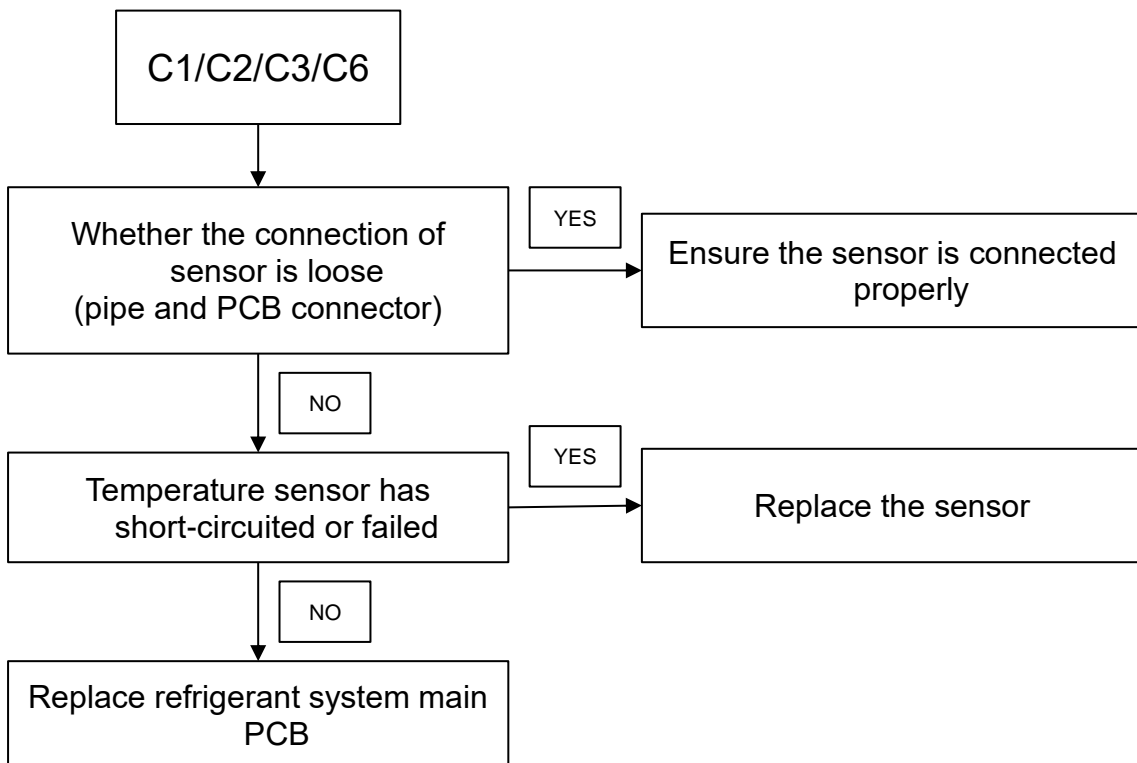 C1/C2/C3/C6
Whether the connection of
sensor is loose
(pipe and PCB connector)
YES
Ensure the sensor is connected
properly
NO
Temperature sensor has
short-circuited or failed
YES
Replace the sensor
NO
Replace refrigerant system main
PCB